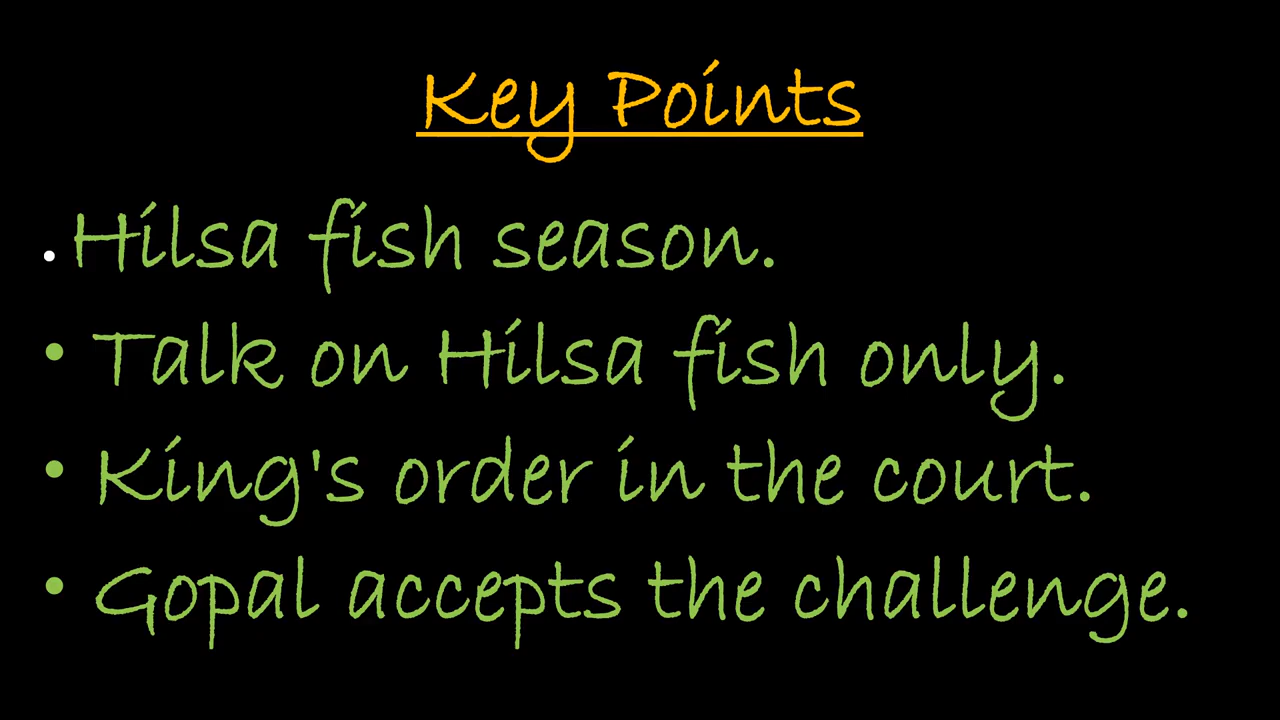 Key Points
• Hilsa fish season.
• Talk on Hilsa fish only.
• King's order in the court.
• Gopal accepts the challenge.